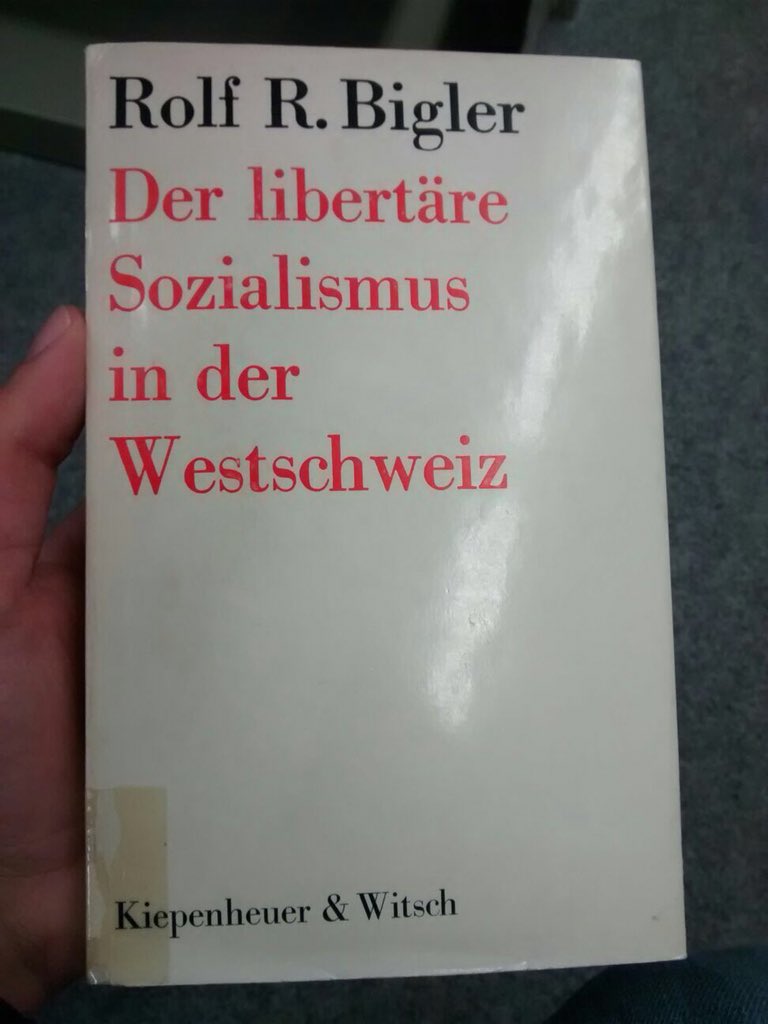 Rolf R. Bigler
Der libertäre
Sozialismus
in der
Westschweiz
Kiepenheuer & Witsch